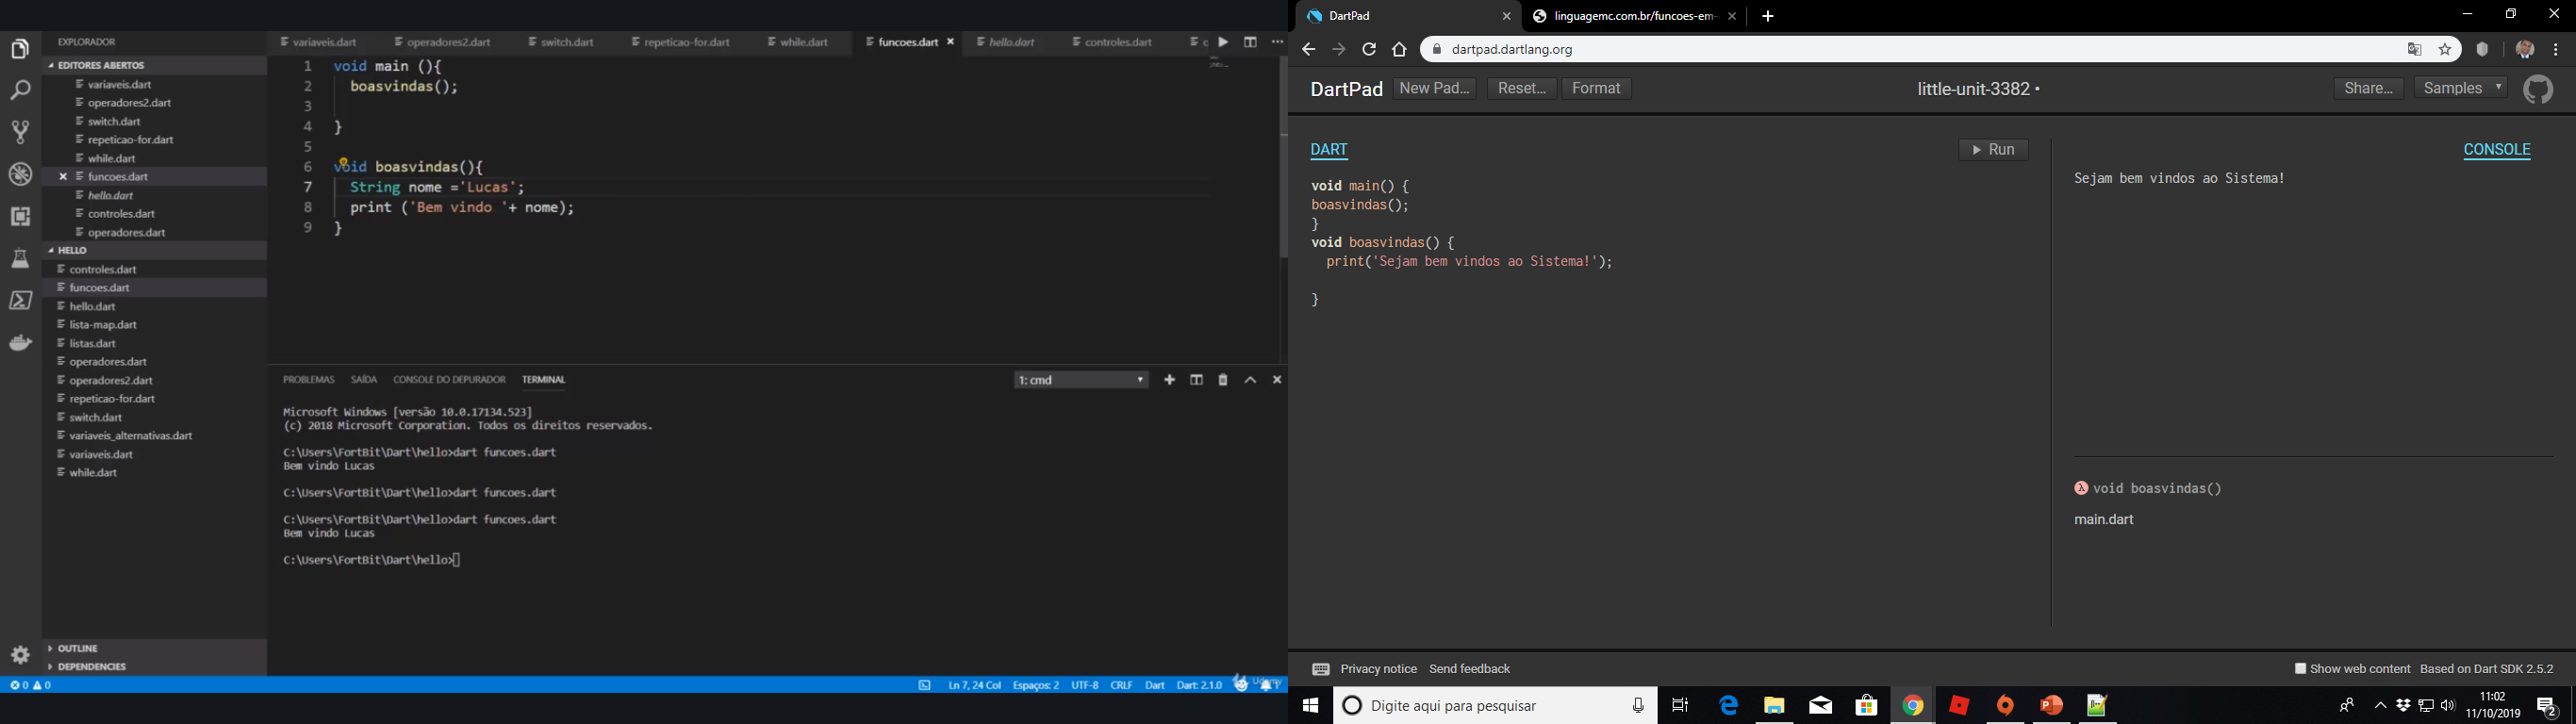 EXPLORADOR
EDITORES ABERTOS
variaveis.dart
operadores2.dart
switch.dart
repeticao-for.dart
while.dart
funcoes.dart
hello.dart
controles.dart
operadores.dart
HELLO
controles.dart
funcoes.dart
hello.dart
lista-map.dart
listas.dart
operadores.dart
operadores2.dart
repeticao-for.dart
switch.dart
variaveis_alternativas.dart
variaveis.dart
while.dart
OUTLINE
DEPENDENCIES
variaveis.dart operadores2.dart switch.dart repeticao-for.dart while.dart funcoes.dart hello.dart controles.dart
1 void main (){
2 boasvindas();
3
4 }
5
6 void boasvindas(){
7 String nome ='Lucas';
8 print ('Bem vindo '+ nome);
9 }
PROBLEMAS SAÍDA CONSOLE DO DEPURADOR TERMINAL 1: cmd
Microsoft Windows [versão 10.0.17134.523]
(c) 2018 Microsoft Corporation. Todos os direitos reservados.
C:\Users\FortBit\Dart\hello>dart funcoes.dart
Bem vindo Lucas
C:\Users\FortBit\Dart\hello>dart funcoes.dart
C:\Users\FortBit\Dart\hello>dart funcoes.dart
Bem vindo Lucas
C:\Users\FortBit\Dart\hello>
0 0 Ln 7, 24 Col Espaços: 2 UTF-8 CRLF Dart Dart: 2.1.0
DartPad linguagemc.com.br/funcoes-em-
dartpad.dartlang.org
DartPad New Pad... Reset... Format little-unit-3382 • Share... Samples
DART Run CONSOLE
void main() {
boasvindas();
}
void boasvindas() {
print('Sejam bem vindos ao Sistema!');
}
Sejam bem vindos ao Sistema!
λ void boasvindas()
main.dart
Privacy notice Send feedback Show web content Based on Dart SDK 2.5.2
Digite aqui para pesquisar
11:02
11/10/2019
2